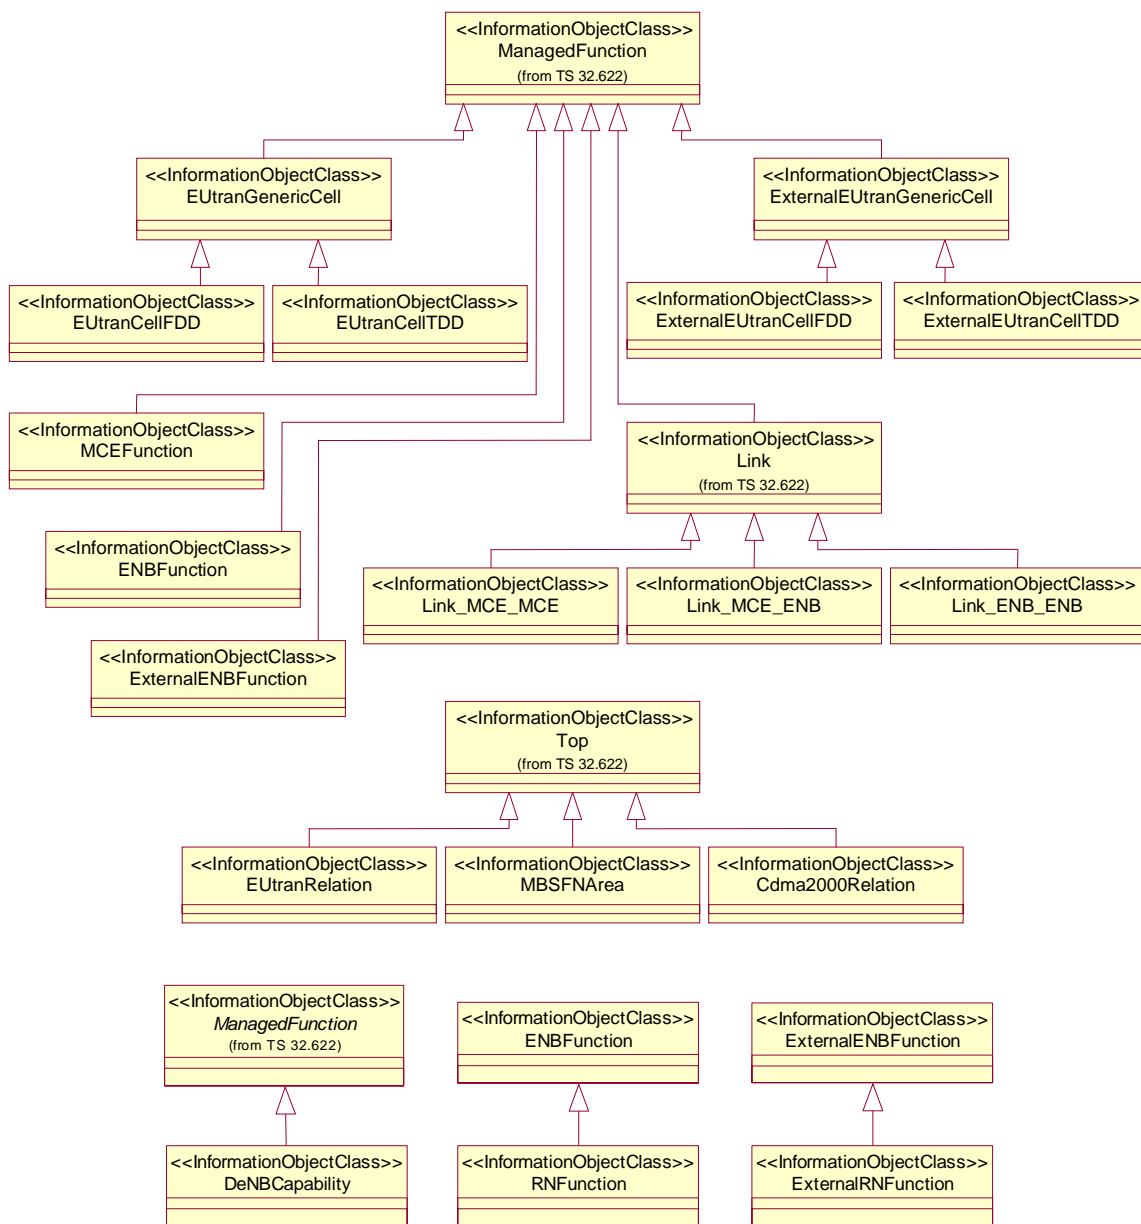 <<InformationObjectClass>>
ManagedFunction
(from TS 32.622)
<<InformationObjectClass>>
EUtranGenericCell
<<InformationObjectClass>>
ExternalEUtranGenericCell
<<InformationObjectClass>>
EUtranCellFDD
<<InformationObjectClass>>
EUtranCellTDD
<<InformationObjectClass>>
ExternalEUtranCellFDD
<<InformationObjectClass>>
ExternalEUtranCellTDD
<<InformationObjectClass>>
MCEFunction
<<InformationObjectClass>>
Link
(from TS 32.622)
<<InformationObjectClass>>
ENBFunction
<<InformationObjectClass>>
Link_MCE_MCE
<<InformationObjectClass>>
Link_MCE_ENB
<<InformationObjectClass>>
Link_ENB_ENB
<<InformationObjectClass>>
ExternalENBFunction
<<InformationObjectClass>>
Top
(from TS 32.622)
<<InformationObjectClass>>
EUtranRelation
<<InformationObjectClass>>
MBSFNArea
<<InformationObjectClass>>
Cdma2000Relation
<<InformationObjectClass>>
ManagedFunction
(from TS 32.622)
<<InformationObjectClass>>
ENBFunction
<<InformationObjectClass>>
ExternalENBFunction
<<InformationObjectClass>>
DeNBCapability
<<InformationObjectClass>>
RNFunction
<<InformationObjectClass>>
ExternalRNFunction